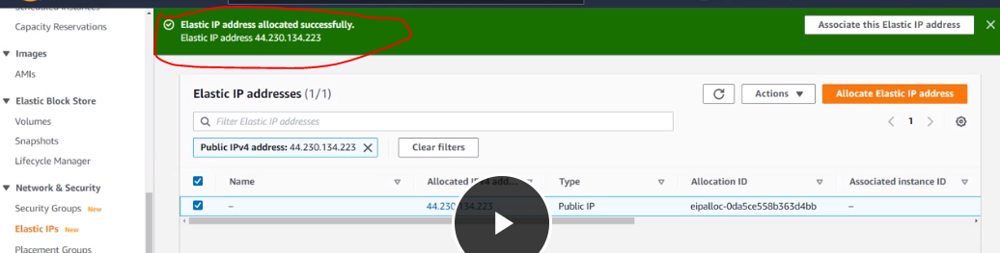 Capacity Reservations
Images
AMIs
Elastic Block Store
Volumes
Snapshots
Lifecycle Manager
Network & Security
Security Groups New
Elastic IPs New
Placement Groups
Elastic IP address allocated successfully.
Elastic IP address 44.230.134.223
Associate this Elastic IP address
Elastic IP addresses (1/1)
Actions
Allocate Elastic IP address
Filter Elastic IP addresses
1
Public IPv4 address: 44.230.134.223
Clear filters
Name Allocated IPv4 add... Type Allocation ID Associated instance ID
– 44.230.134.223 Public IP eipalloc-0da5ce558b363d4bb –